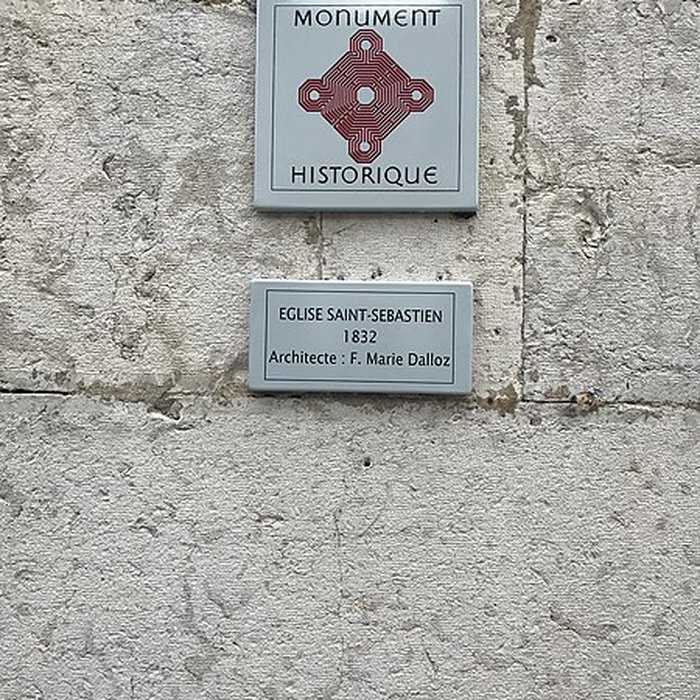 MONUMENT
HISTORIQUE
EGLISE SAINT-SEBASTIEN
1832
Architecte : F. Marie Dalloz